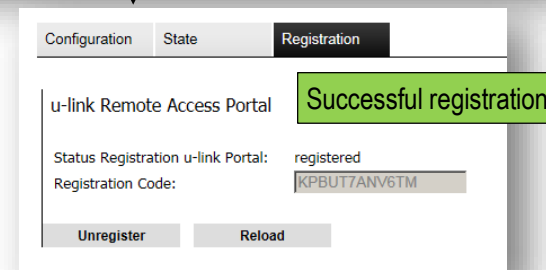 Configuration State Registration
Successful registration
u-link Remote Access Portal
Status Registration u-link Portal: registered
Registration Code: KPBUT7ANV6TM
Unregister Reload